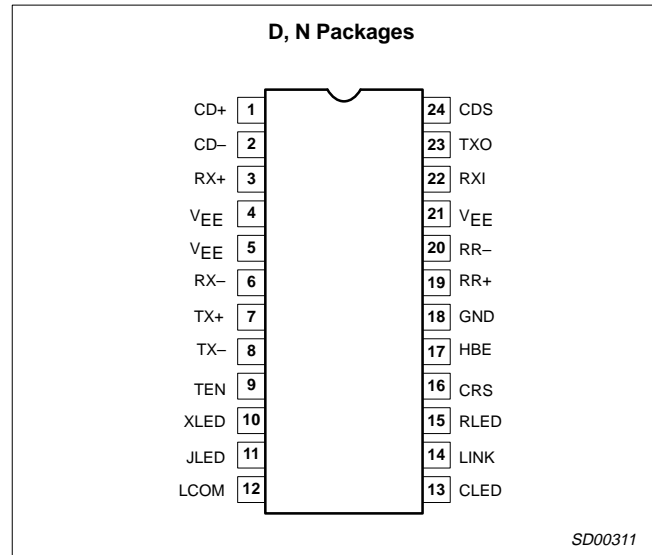 D, N Packages
CD+ 1 24 CDS
CD– 2 23 TXO
RX+ 3 22 RXI
VEE 4 21 VEE
VEE 5 20 RR–
RX– 6 19 RR+
TX+ 7 18 GND
TX– 8 17 HBE
TEN 9 16 CRS
XLED 10 15 RLED
JLED 11 14 LINK
LCOM 12 13 CLED
SD00311